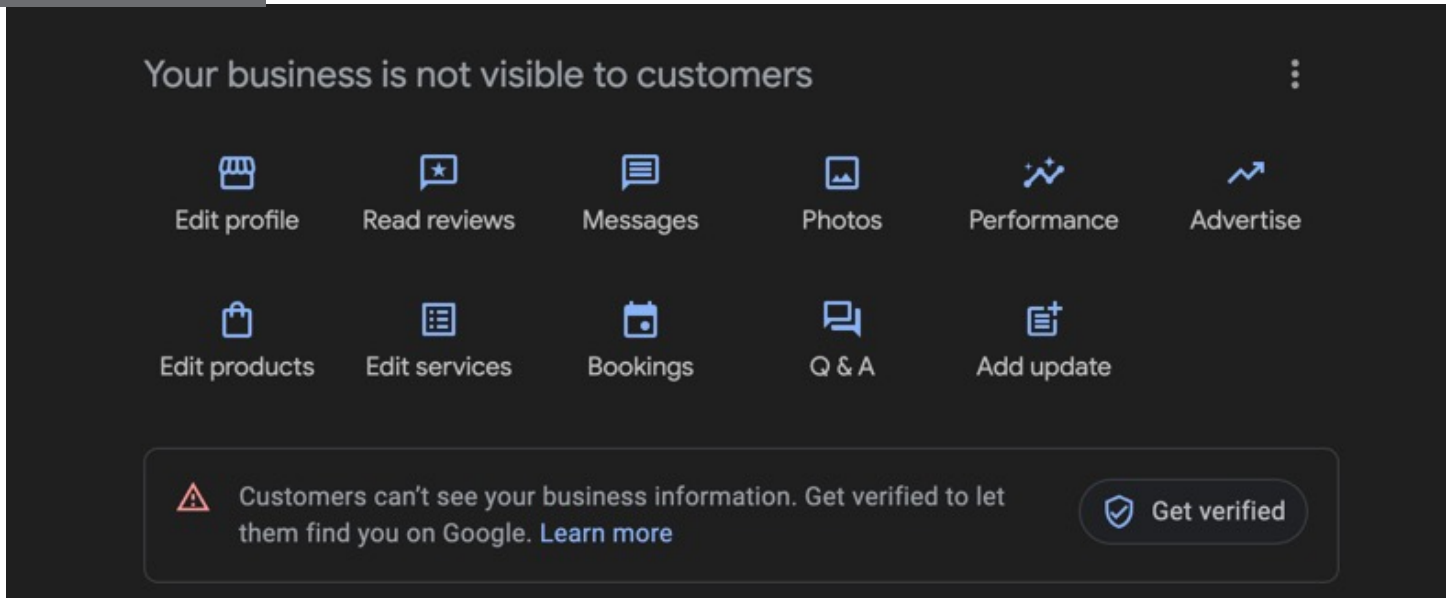 Your business is not visible to customers
Edit profile Read reviews Messages Photos Performance Advertise
Edit products Edit services Bookings Q & A Add update
Customers can't see your business information. Get verified to let
them find you on Google. Learn more
Get verified